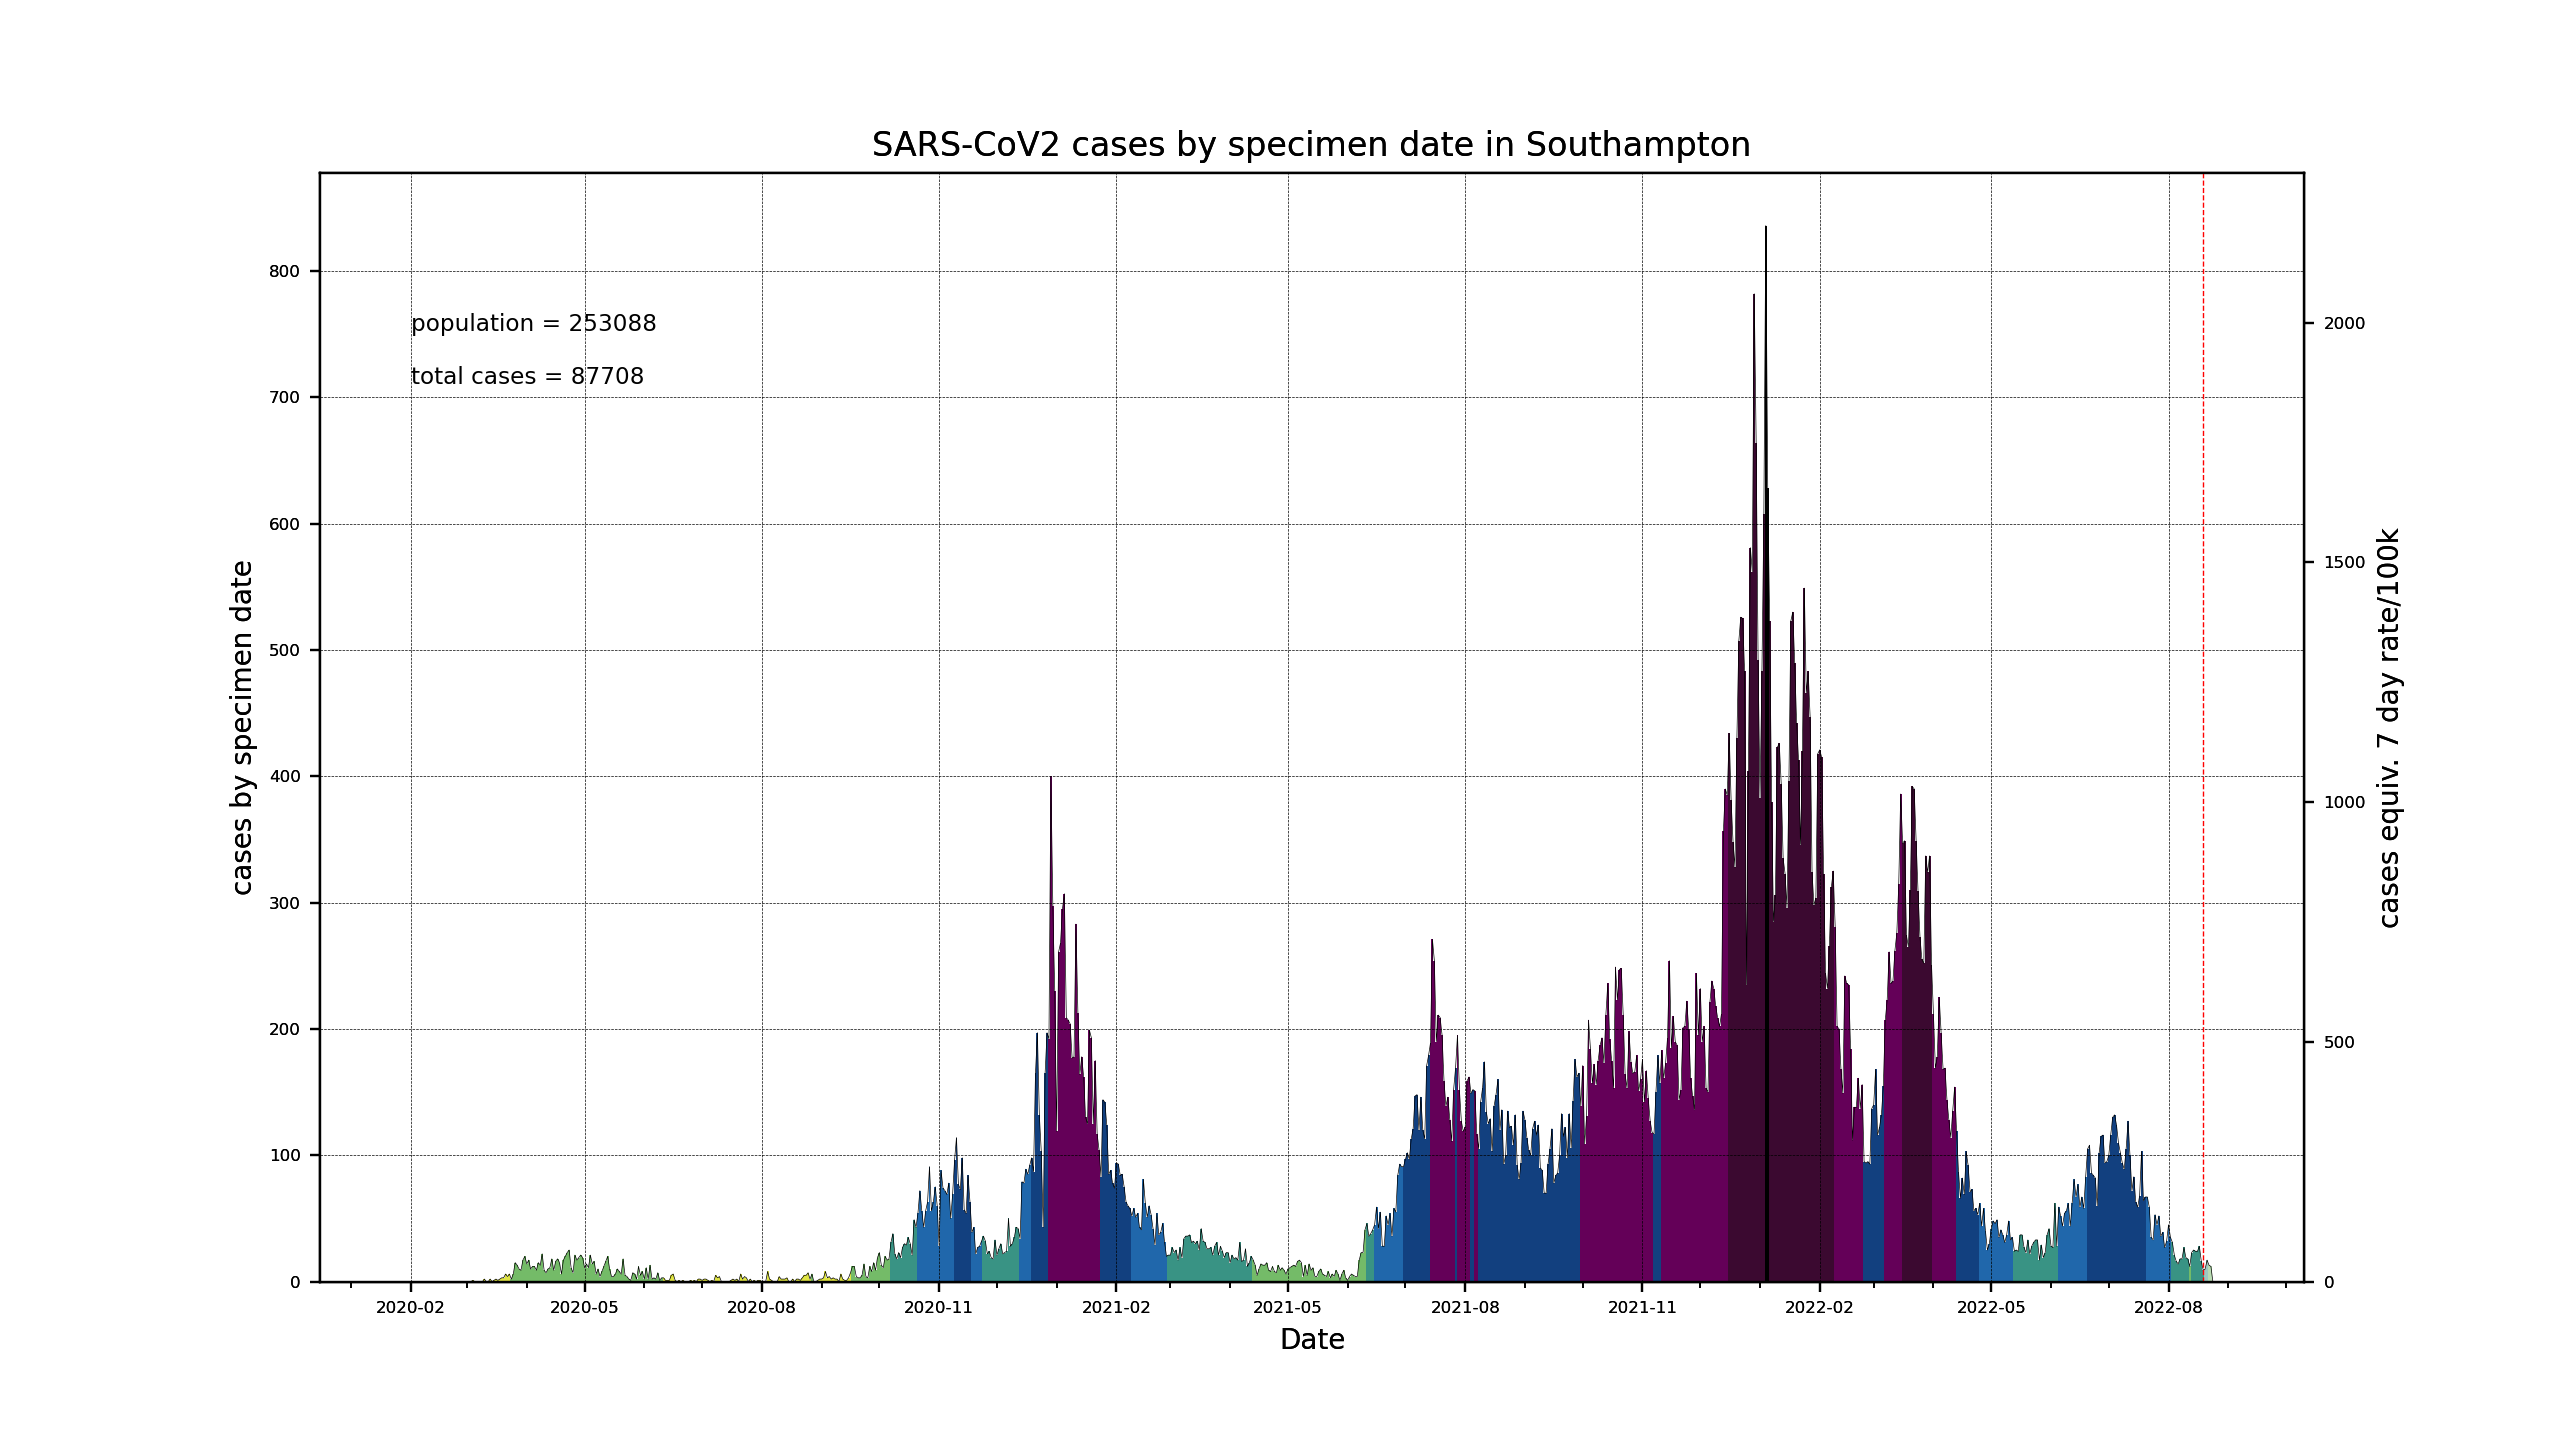 SARS-CoV2 cases by specimen date in Southampton
population = 253088
total cases = 87708
cases by specimen date
800
700
600
500
400
300
200
100
0
2000
1500
1000
500
0
cases equiv. 7 day rate/100k
2020-02 2020-05 2020-08 2020-11 2021-02 2021-05 2021-08 2021-11 2022-02 2022-05 2022-08
Date